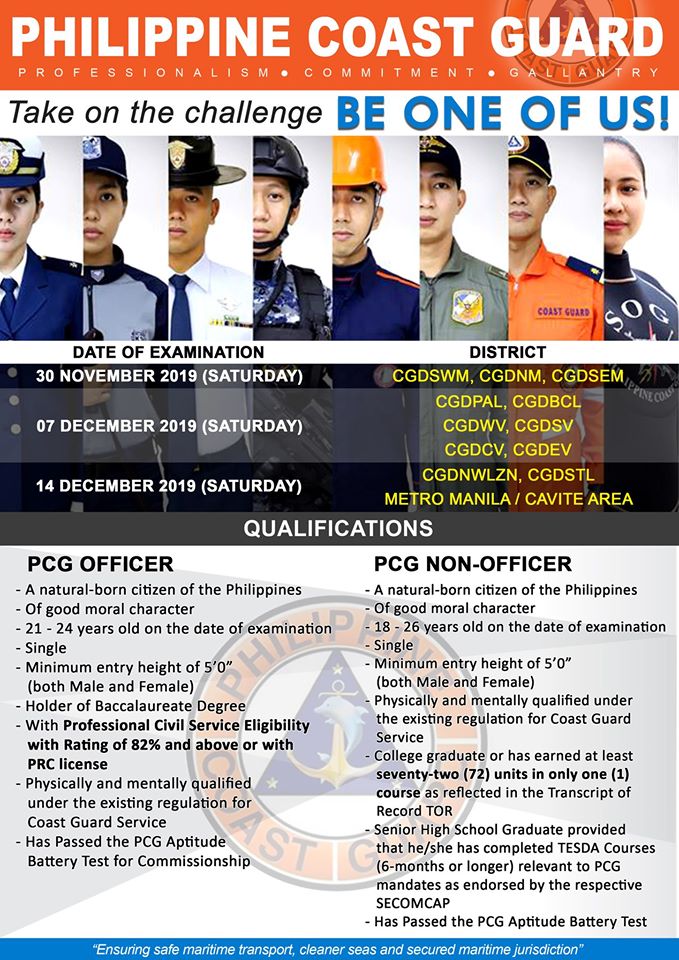 PHILIPPINE COAST GUARD
PROFESSIONALISM ● COMMITMENT ● GALLANTRY
Take on the challenge BE ONE OF US!
COAST GUARD
SOG
DATE OF EXAMINATION DISTRICT
30 NOVEMBER 2019 (SATURDAY) CGDSWM, CGDNM, CGDSEM
CGDPAL, CGDBCL
07 DECEMBER 2019 (SATURDAY) CGDWV, CGDSV
CGDCV, CGDEV
CGDNWLZN, CGDSTL
14 DECEMBER 2019 (SATURDAY)
METRO MANILA / CAVITE AREA
QUALIFICATIONS
PCG OFFICER
- A natural-born citizen of the Philippines
- Of good moral character
- 21 - 24 years old on the date of examination
- Single
- Minimum entry height of 5'0”
(both Male and Female)
- Holder of Baccalaureate Degree
- With Professional Civil Service Eligibility
with Rating of 82% and above or with
PRC license
- Physically and mentally qualified
under the existing regulation for
Coast Guard Service
- Has Passed the PCG Aptitude
Battery Test for Commissionship
PCG NON-OFFICER
- A natural-born citizen of the Philippines
- Of good moral character
- 18 - 26 years old on the date of examination
- Single
- Minimum entry height of 5'0”
(both Male and Female)
- Physically and mentally qualified under
the existing regulation for Coast Guard
Service
- College graduate or has earned at least
seventy-two (72) units in only one (1)
course as reflected in the Transcript of
Record TOR
- Senior High School Graduate provided
that he/she has completed TESDA Courses
(6-months or longer) relevant to PCG
mandates as endorsed by the respective
SECOMCAP
- Has Passed the PCG Aptitude Battery Test
PHILIPPINE
COAST GUARD
“Ensuring safe maritime transport, cleaner seas and secured maritime jurisdiction”